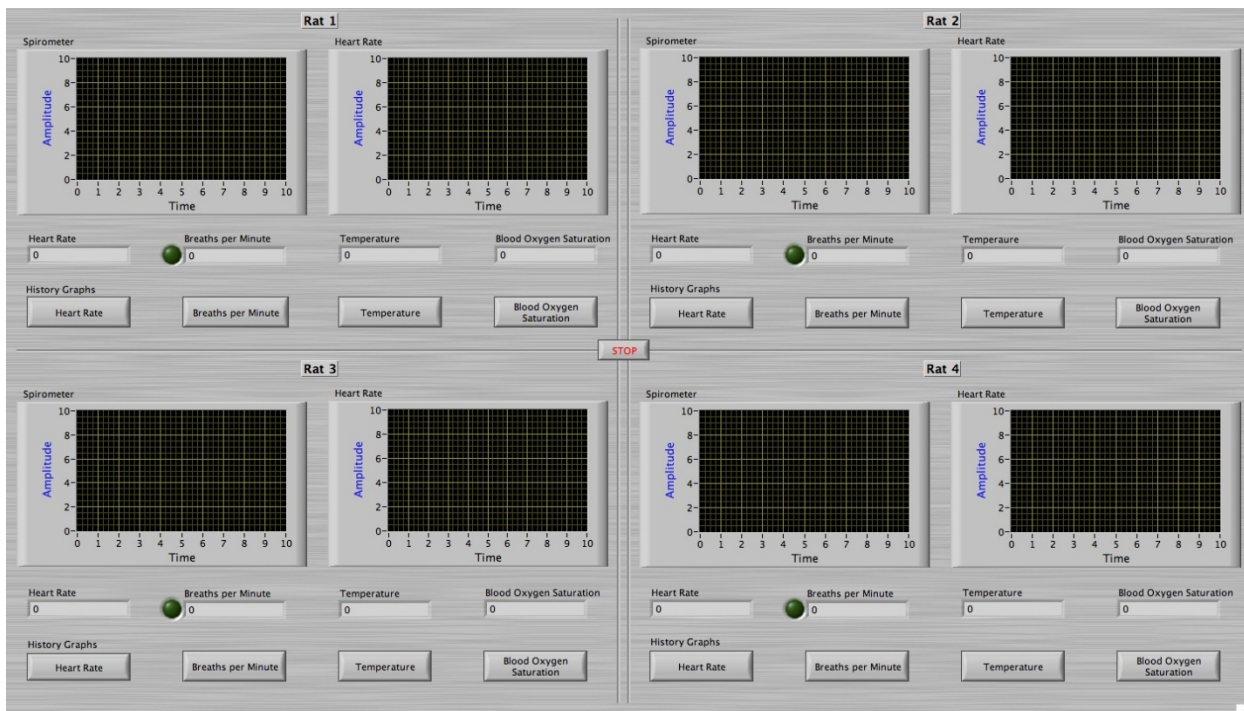 Rat 1
Spirometer
Heart Rate
10
8
6
4
2
0
Amplitude
0 1 2 3 4 5 6 7 8 9 10
Time
10
8
6
4
2
0
Amplitude
0 1 2 3 4 5 6 7 8 9 10
Time
Heart Rate
0
Breaths per Minute
0
Temperature
0
Blood Oxygen Saturation
0
History Graphs
Heart Rate
Breaths per Minute
Temperature
Blood Oxygen
Saturation
Rat 2
Spirometer
Heart Rate
10
8
6
4
2
0
Amplitude
0 1 2 3 4 5 6 7 8 9 10
Time
10
8
6
4
2
0
Amplitude
0 1 2 3 4 5 6 7 8 9 10
Time
Heart Rate
0
Breaths per Minute
0
Temperaure
0
Blood Oxygen Saturation
0
History Graphs
Heart Rate
Breaths per Minute
Temperature
Blood Oxygen
Saturation
STOP
Rat 3
Spirometer
Heart Rate
10
8
6
4
2
0
Amplitude
0 1 2 3 4 5 6 7 8 9 10
Time
10
8
6
4
2
0
Amplitude
0 1 2 3 4 5 6 7 8 9 10
Time
Heart Rate
0
Breaths per Minute
0
Temperature
0
Blood Oxygen Saturation
0
History Graphs
Heart Rate
Breaths per Minute
Temperature
Blood Oxygen
Saturation
Rat 4
Spirometer
Heart Rate
10
8
6
4
2
0
Amplitude
0 1 2 3 4 5 6 7 8 9 10
Time
10
8
6
4
2
0
Amplitude
0 1 2 3 4 5 6 7 8 9 10
Time
Heart Rate
0
Breaths per Minute
0
Temperature
0
Blood Oxygen Saturation
0
History Graphs
Heart Rate
Breaths per Minute
Temperature
Blood Oxygen
Saturation